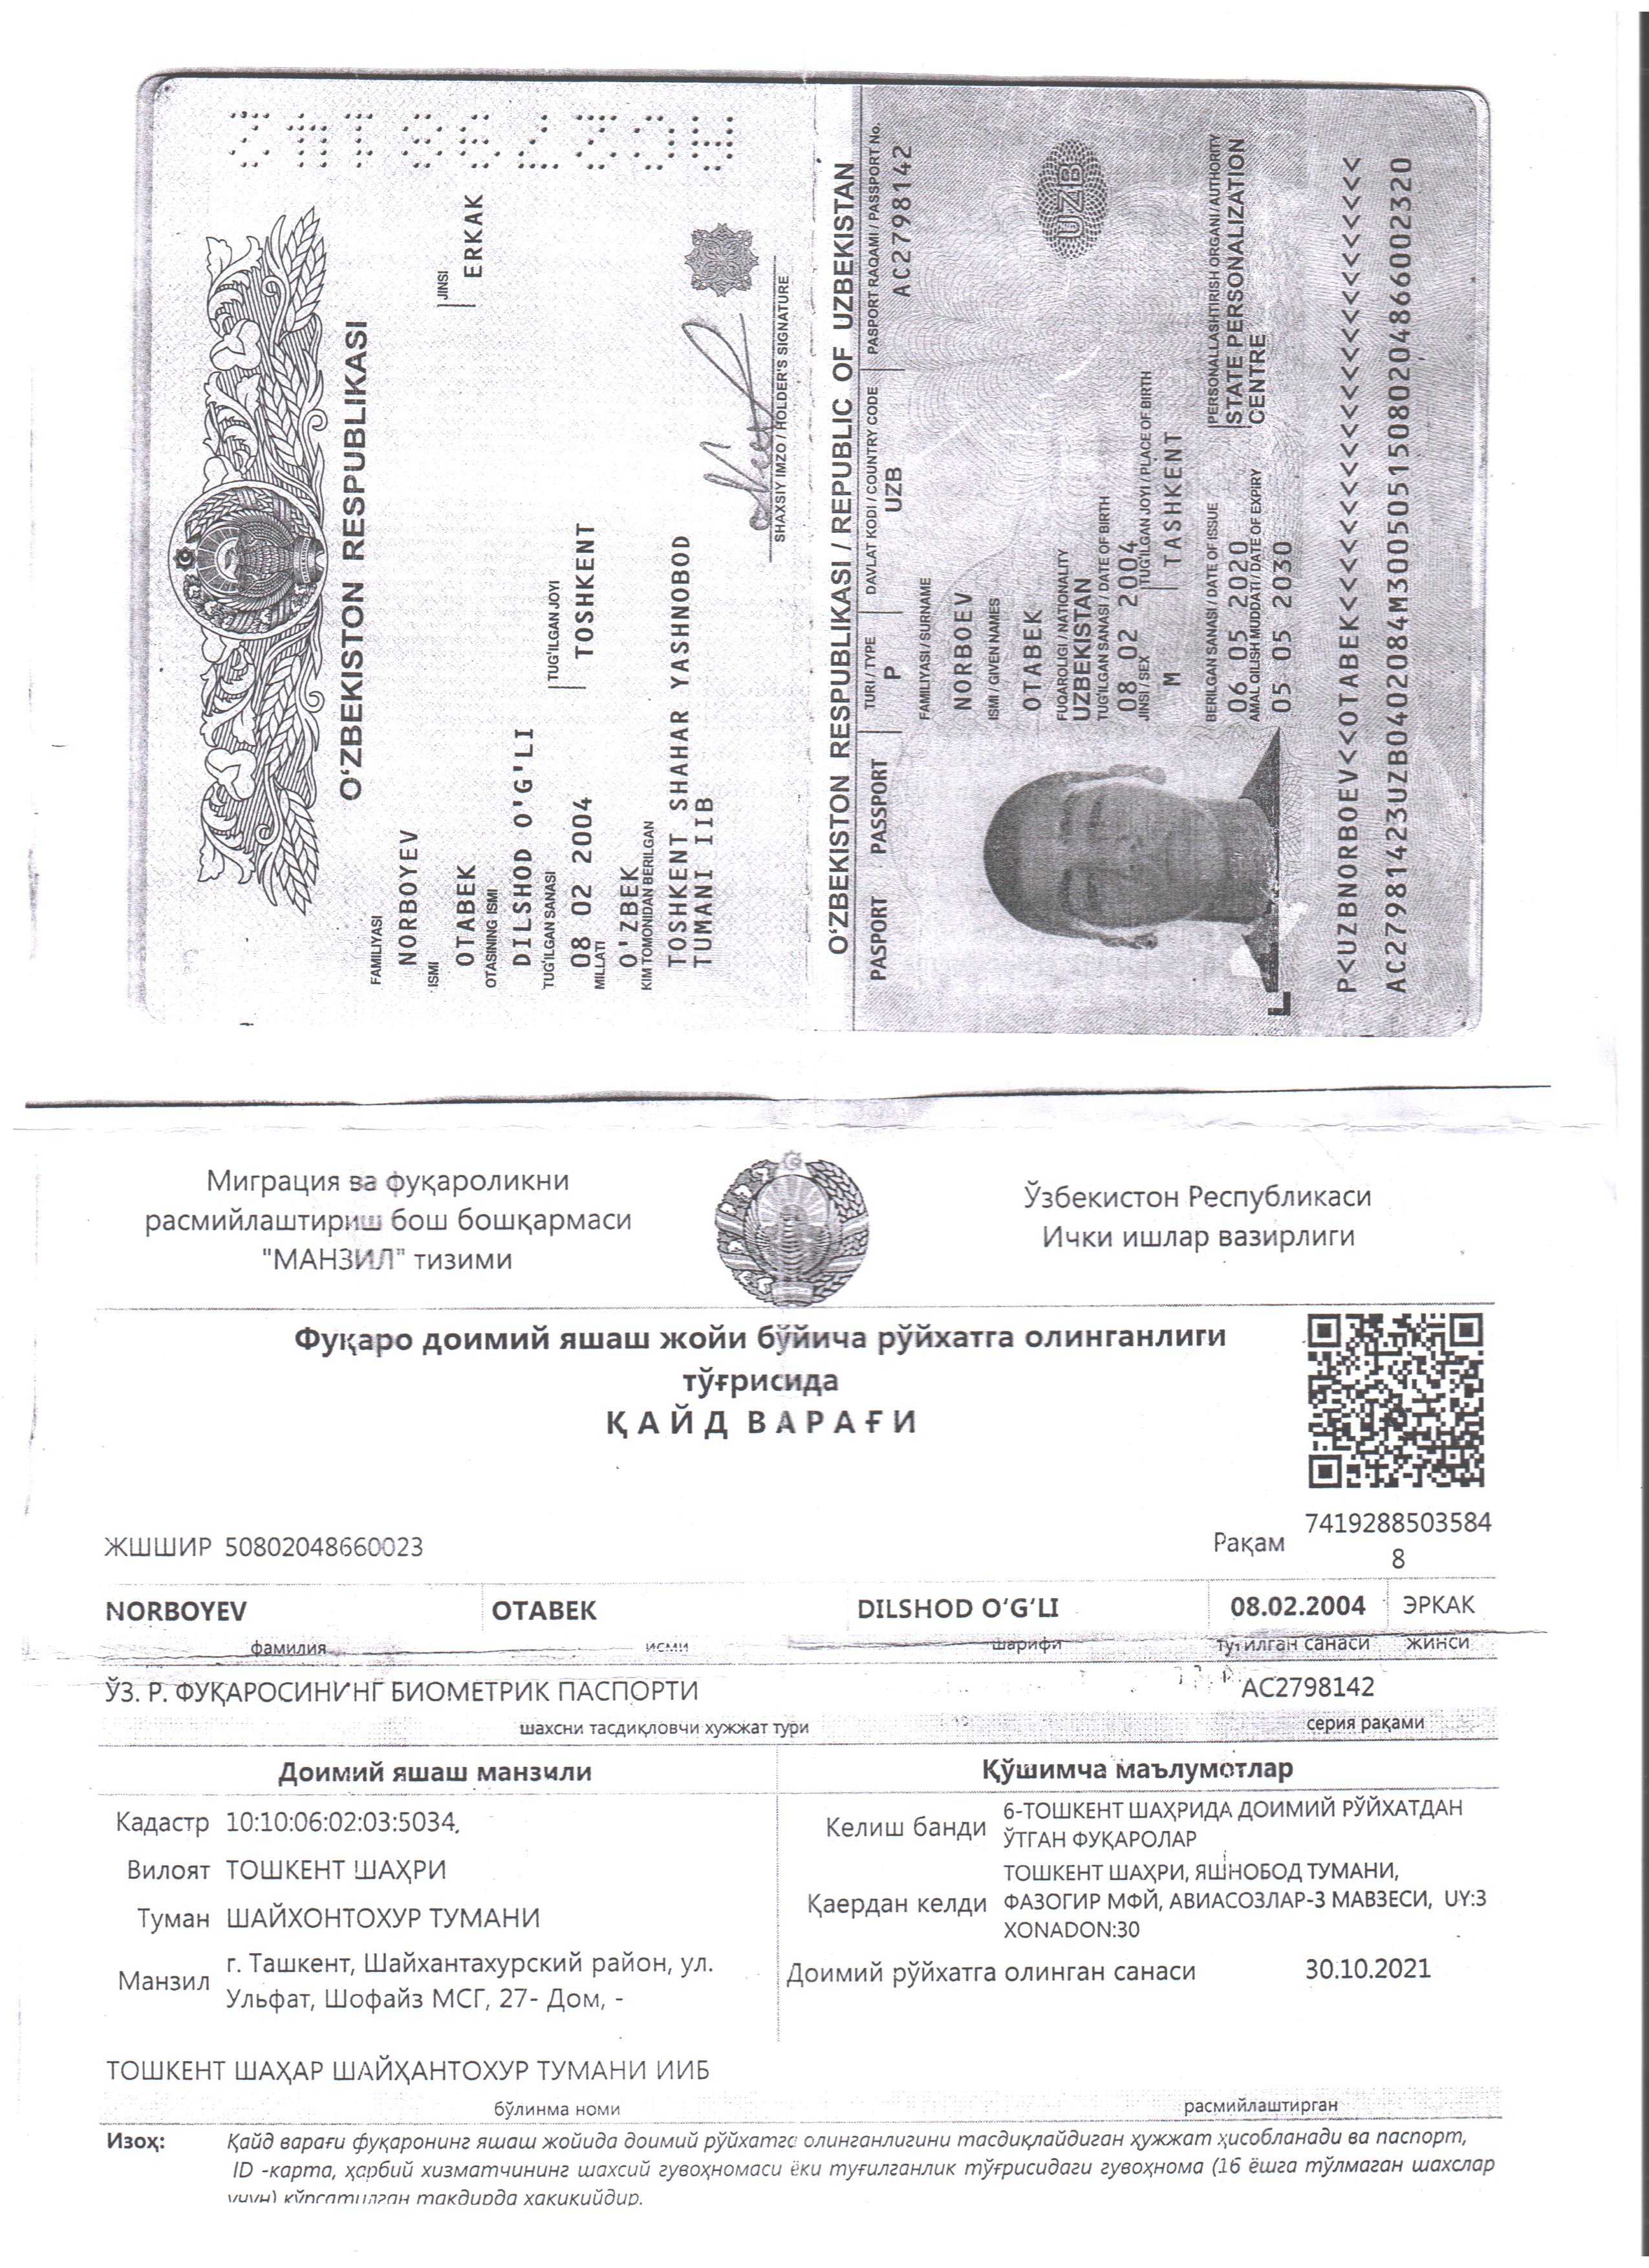 O'ZBEKISTON RESPUBLIKASI
FAMILIYASI
NORBOYEV
JINSI
ERKAK
ISMI
OTABEK
OTASINING ISMI
DILSHOD O'G'LI
TUG'ILGAN SANASI
08 02 2004
TUG'ILGAN JOYI
TOSHKENT
MILLATI
O'ZBEK
KIM TOMONIDAN BERILGAN
TOSHKENT SHAHAR YASHNOBOD
TUMANI IIB
SHAXSIY IMZO / HOLDER'S SIGNATURE
O'ZBEKISTON RESPUBLIKASI / REPUBLIC OF UZBEKISTAN
PASPORT PASSPORT
TURI / TYPE
P
DAVLAT KODI / COUNTRY CODE
UZB
PASPORT RAQAMI / PASSPORT No.
AC2798142
FAMILIYASI / SURNAME
NORBOEV
ISMI / GIVEN NAMES
OTABEK
UZB
FUQAROLIGI / NATIONALITY
UZBEKISTAN
TUG'ILGAN SANASI / DATE OF BIRTH
08 02 2004
JINSI / SEX
M
TUG'ILGAN JOYI / PLACE OF BIRTH
TASHKENT
BERILGAN SANASI / DATE OF ISSUE
06 05 2020
PERSONALLASHTIRISH ORGANI / AUTHORITY
STATE PERSONALIZATION
CENTRE
AMAL QILISH MUDDATI / DATE OF EXPIRY
05 05 2030
P<UZBNORBOEV<<OTABEK<<<<<<<<<<<<<<<<<<<<<<<<
AC27981423UZB0402084M30050515080204866002320
Миграция ва фуқароликни
расмийлаштириш бош бошқармаси
"МАНЗИЛ" тизими
Ўзбекистон Республикаси
Ички ишлар вазирлиги
Фуқаро доимий яшаш жойи бўйича рўйхатга олинганлиги
тўғрисида
ҚАЙД ВАРАҒИ
ЖШШИР 50802048660023
Рақам 7419288503584
8
NORBOYEV OTABEK DILSHOD O'G'LI 08.02.2004 ЭРКАК
фамилия исми шарифи туғилган санаси жинси
ЎЗ. Р. ФУҚАРОСИНИНГ БИОМЕТРИК ПАСПОРТИ AC2798142
шахсни тасдиқловчи хужжат тури серия рақами
Доимий яшаш манзили
Кадастр 10:10:06:02:03:5034,
Вилоят ТОШКЕНТ ШАҲРИ
Туман ШАЙХОНТОХУР ТУМАНИ
Манзил г. Ташкент, Шайхантахурский район, ул.
Ульфат, Шофайз МСГ, 27- Дом, -
Қўшимча маълумотлар
Келиш банди 6-ТОШКЕНТ ШАҲРИДА ДОИМИЙ РЎЙХАТДАН
ЎТГАН ФУҚАРОЛАР
Қаердан келди ТОШКЕНТ ШАҲРИ, ЯШНОБОД ТУМАНИ,
ФАЗОГИР МФЙ, АВИАСОЗЛАР-3 МАВЗЕСИ, UY:3
XONADON:30
Доимий рўйхатга олинган санаси 30.10.2021
ТОШКЕНТ ШАҲАР ШАЙҲАНТОХУР ТУМАНИ ИИБ
бўлинма номи расмийлаштирган
Изоҳ: Қайд варағи фуқаронинг яшаш жойида доимий рўйхатга олинганлигини тасдиқлайдиган ҳужжат ҳисобланади ва паспорт,
ID -карта, ҳарбий хизматчининг шахсий гувоҳномаси ёки туғилганлик тўғрисидаги гувоҳнома (16 ёшга тўлмаган шахслар
учун) кўрсатилган тақдирда ҳақиқийдир.